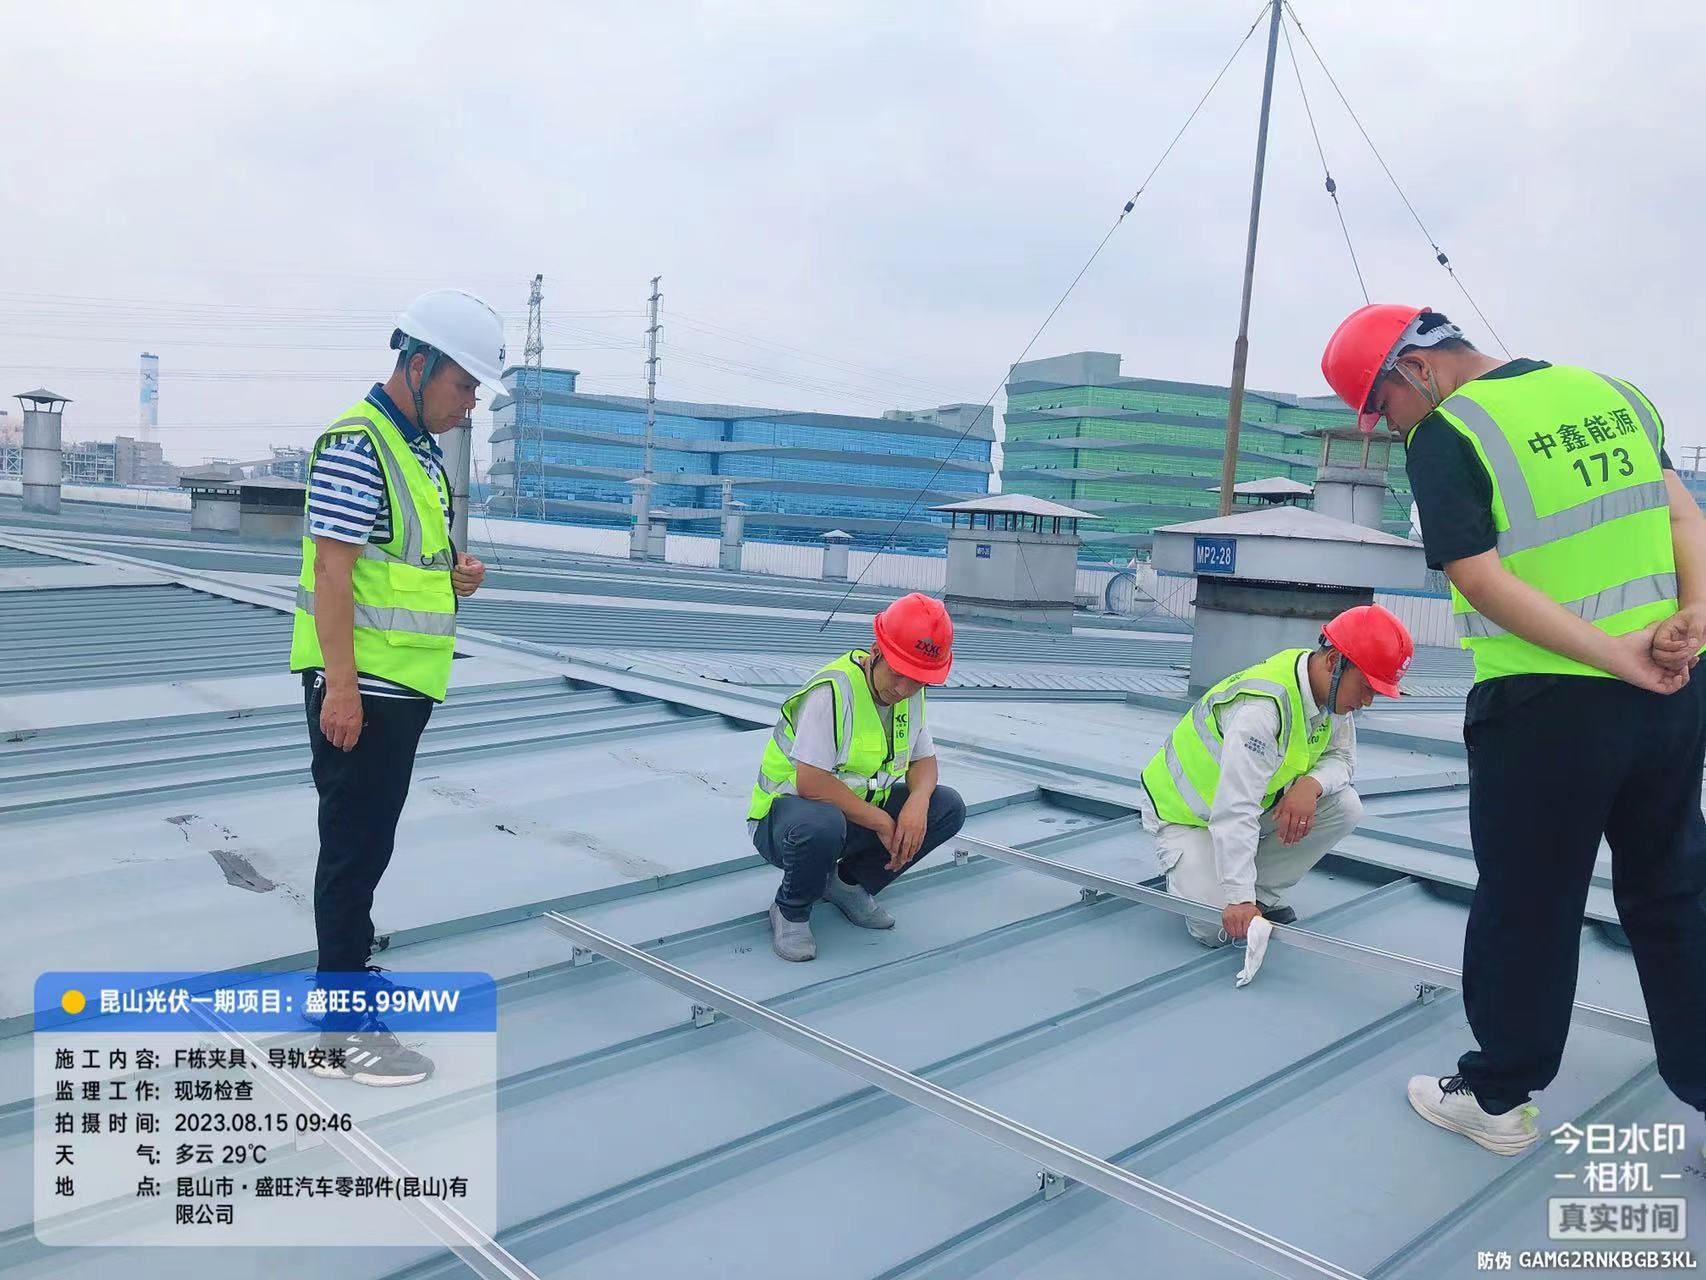 中鑫能源
173
MP2-28
ZXXC
16
昆山光伏一期项目：盛旺5.99MW
施工内容：F栋夹具、导轨安装
监理工作：现场检查
拍摄时间：2023.08.15 09:46
天气：多云 29℃
地点：昆山市·盛旺汽车零部件(昆山)有
限公司
今日水印
相机
真实时间
防伪 GAMG2RNKBGB3KL